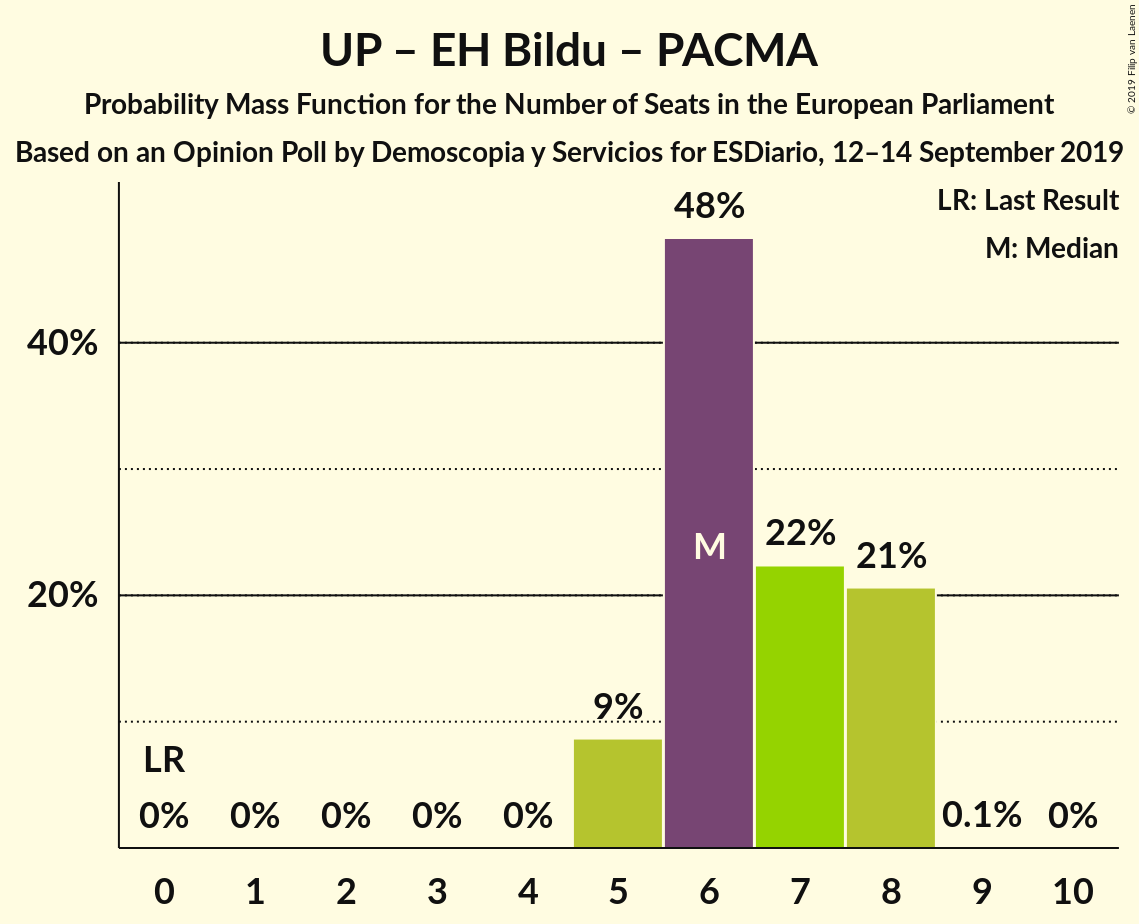 UP – EH Bildu – PACMA
Probability Mass Function for the Number of Seats in the European Parliament
Based on an Opinion Poll by Demoscopia y Servicios for ESDiario, 12–14 September 2019
© 2019 Filip van Laenen
LR: Last Result
M: Median
48%
40%
M
22%
21%
20%
9%
LR
0% 0% 0% 0% 0% 0.1% 0%
0 1 2 3 4 5 6 7 8 9 10